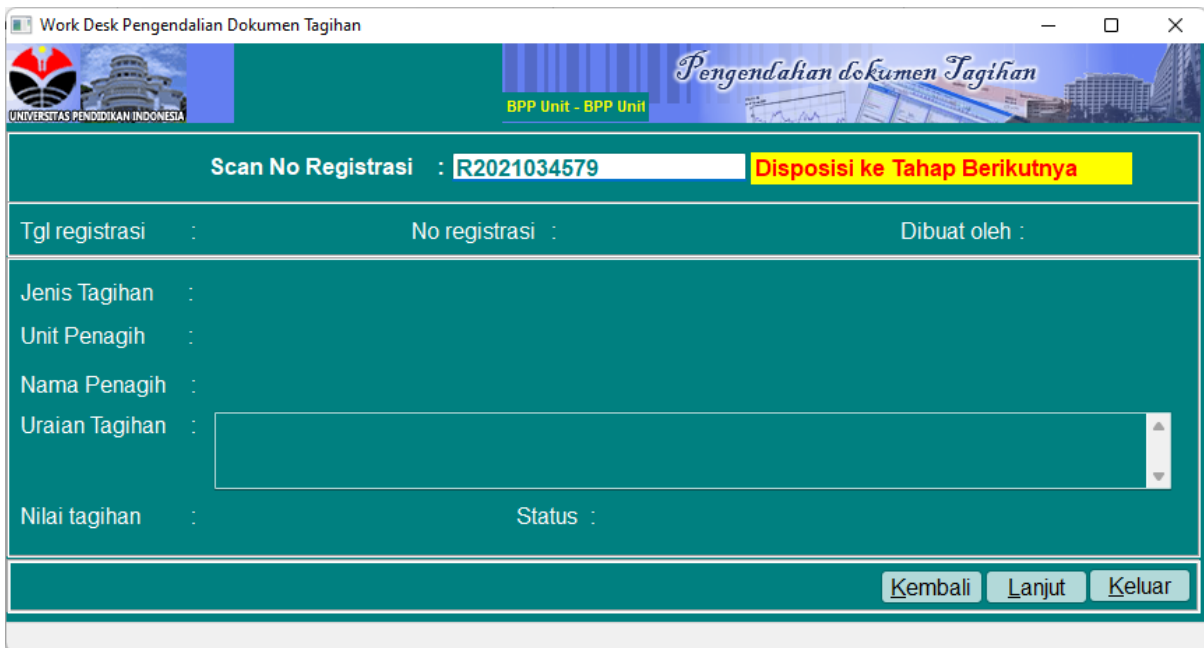 Work Desk Pengendalian Dokumen Tagihan
UNIVERSITAS PENDIDIKAN INDONESIA
BPP Unit - BPP Unit
Pengendalian dokumen Tagihan
Scan No Registrasi : R2021034579 Disposisi ke Tahap Berikutnya
Tgl registrasi : No registrasi : Dibuat oleh :
Jenis Tagihan :
Unit Penagih :
Nama Penagih :
Uraian Tagihan :
Nilai tagihan : Status :
Kembali Lanjut Keluar